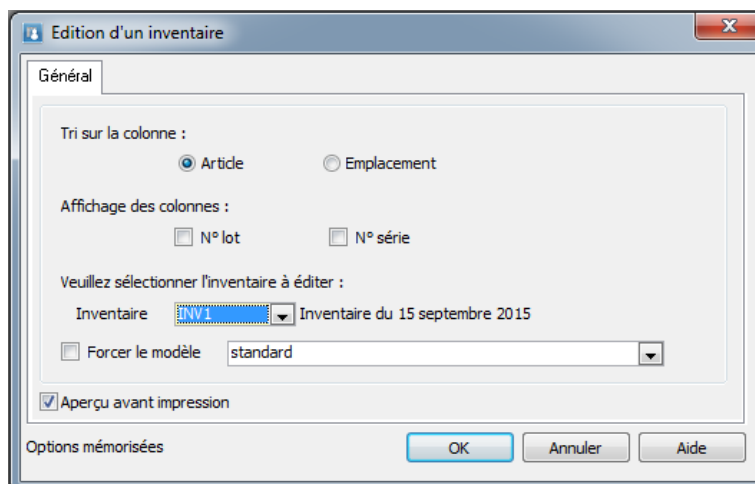 Edition d'un inventaire
Général
Tri sur la colonne :
Article Emplacement
Affichage des colonnes :
N° lot N° série
Veuillez sélectionner l'inventaire à éditer :
Inventaire INV1 Inventaire du 15 septembre 2015
Forcer le modèle standard
Aperçu avant impression
Options mémorisées OK Annuler Aide